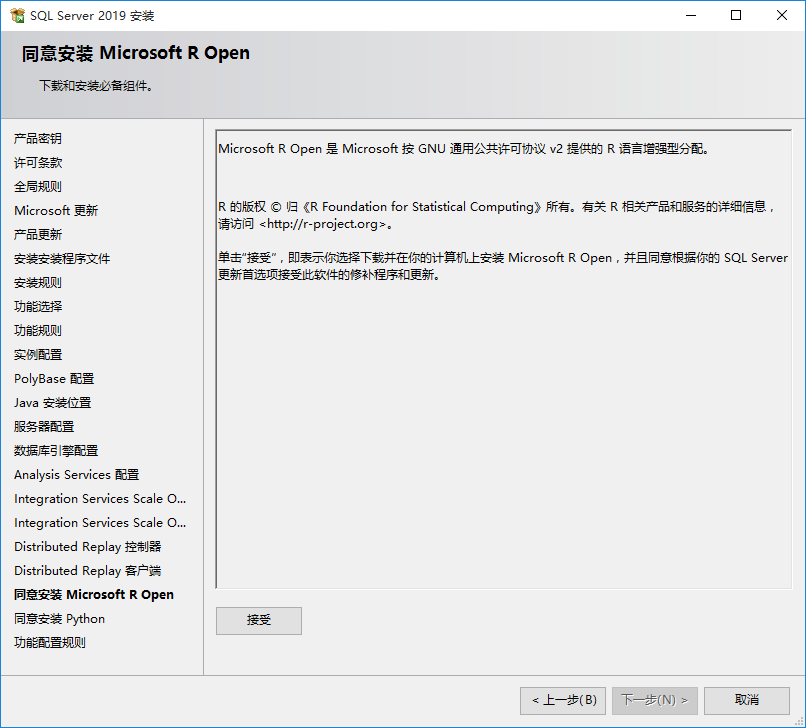 SQL Server 2019 安装
同意安装 Microsoft R Open
下载和安装必备组件。
产品密钥
许可条款
全局规则
Microsoft 更新
产品更新
安装安装程序文件
安装规则
功能选择
功能规则
实例配置
PolyBase 配置
Java 安装位置
服务器配置
数据库引擎配置
Analysis Services 配置
Integration Services Scale O...
Integration Services Scale O...
Distributed Replay 控制器
Distributed Replay 客户端
同意安装 Microsoft R Open
同意安装 Python
功能配置规则
Microsoft R Open 是 Microsoft 按 GNU 通用公共许可协议 v2 提供的 R 语言增强型分配。
R 的版权 © 归《R Foundation for Statistical Computing》所有。有关 R 相关产品和服务的详细信息，
请访问 <http://r-project.org>。
单击"接受"，即表示你选择下载并在你的计算机上安装 Microsoft R Open，并且同意根据你的 SQL Server
更新首选项接受此软件的修补程序和更新。
接受
< 上一步(B)
下一步(N) >
取消